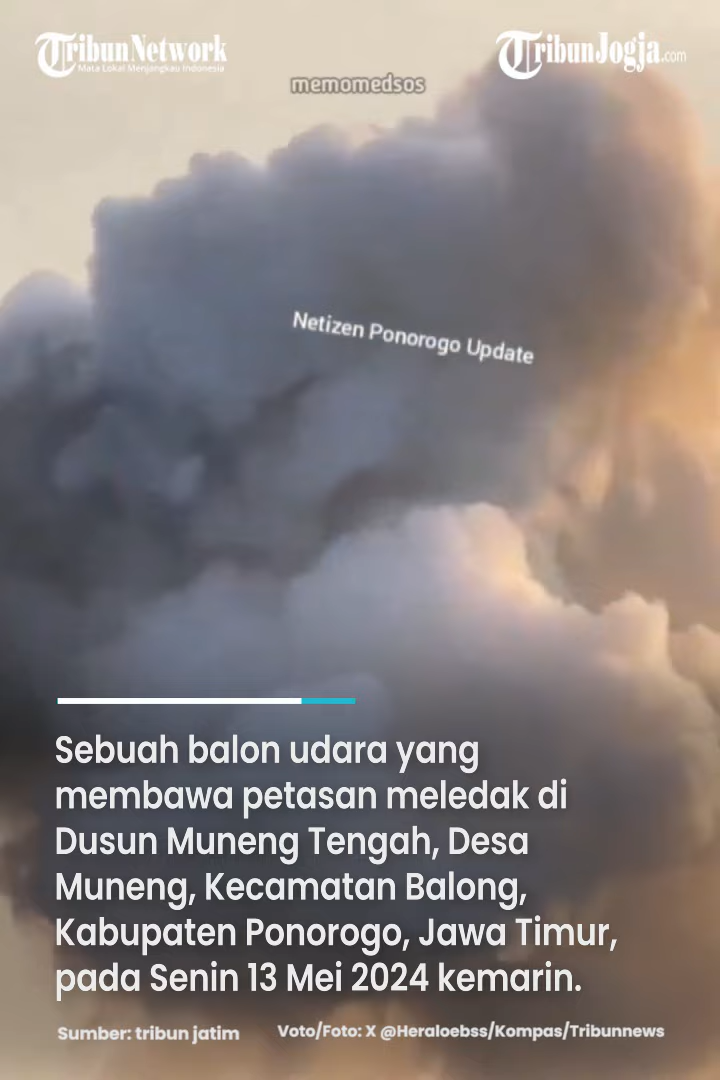 TribunNetwork
Mata Lokal Menjangkau Indonesia
TribunJogja.com
memomedsos
Netizen Ponorogo Update
Sebuah balon udara yang
membawa petasan meledak di
Dusun Muneng Tengah, Desa
Muneng, Kecamatan Balong,
Kabupaten Ponorogo, Jawa Timur,
pada Senin 13 Mei 2024 kemarin.
Sumber: tribun jatim
Voto/Foto: X @Heraloebss/Kompas/Tribunnews